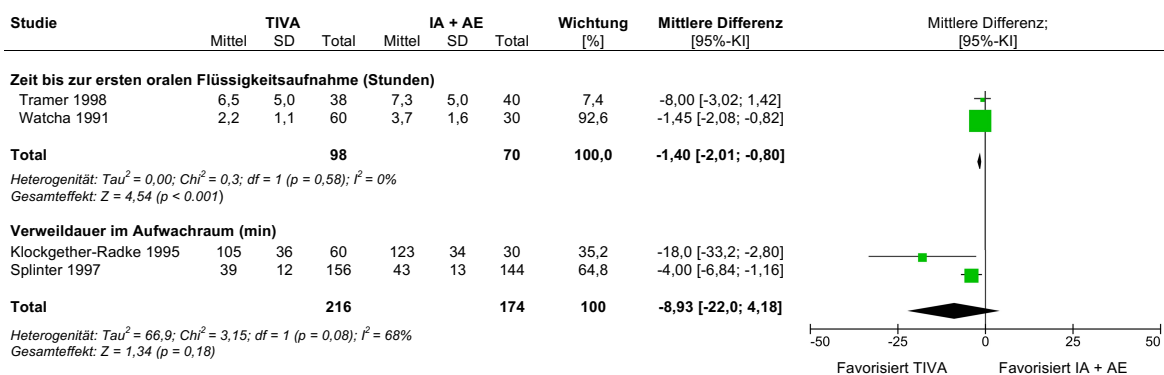 Studie TIVA IA + AE Wichtung Mittlere Differenz Mittlere Differenz;
Mittel SD Total Mittel SD Total [%] [95%-KI] [95%-KI]
Zeit bis zur ersten oralen Flüssigkeitsaufnahme (Stunden)
Tramer 1998 6,5 5,0 38 7,3 5,0 40 7,4 -8,00 [-3,02; 1,42]
Watcha 1991 2,2 1,1 60 3,7 1,6 30 92,6 -1,45 [-2,08; -0,82]
Total 98 70 100,0 -1,40 [-2,01; -0,80]
Heterogenität: Tau² = 0,00; Chi² = 0,3; df = 1 (p = 0,58); I² = 0%
Gesamteffekt: Z = 4,54 (p < 0.001)
Verweildauer im Aufwachraum (min)
Klockgether-Radke 1995 105 36 60 123 34 30 35,2 -18,0 [-33,2; -2,80]
Splinter 1997 39 12 156 43 13 144 64,8 -4,00 [-6,84; -1,16]
Total 216 174 100 -8,93 [-22,0; 4,18]
Heterogenität: Tau² = 66,9; Chi² = 3,15; df = 1 (p = 0,08); I² = 68%
Gesamteffekt: Z = 1,34 (p = 0,18)
-50 -25 0 25 50
Favorisiert TIVA Favorisiert IA + AE